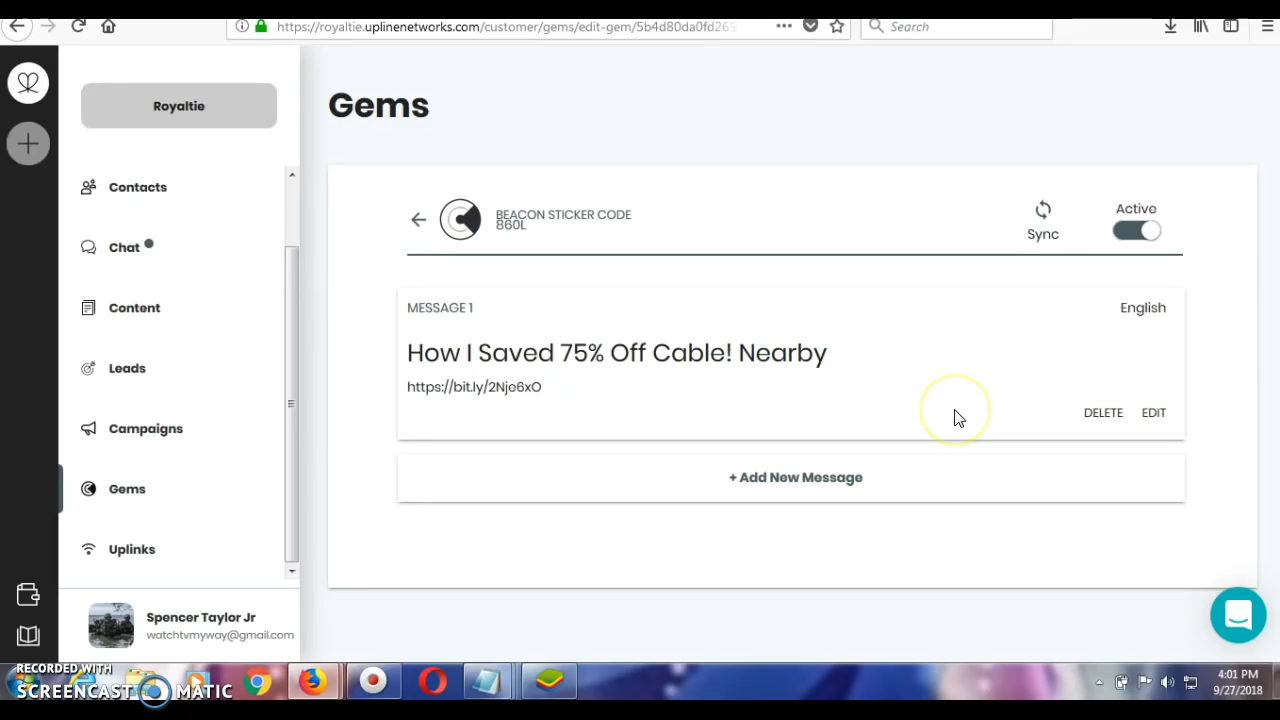 https://royaltie.uplinenetworks.com/customer/gems/edit-gem/5b4d80da0fd269
Search
Royaltie
Contacts
Chat
Content
Leads
Campaigns
Gems
Uplinks
Spencer Taylor Jr
watchtvmyway@gmail.com
Gems
BEACON STICKER CODE
860L
Sync
Active
MESSAGE 1
English
How I Saved 75% Off Cable! Nearby
https://bit.ly/2Nje6xO
DELETE EDIT
+ Add New Message
RECORDED WITH
SCREENCAST MATIC
4:01 PM
9/27/2018